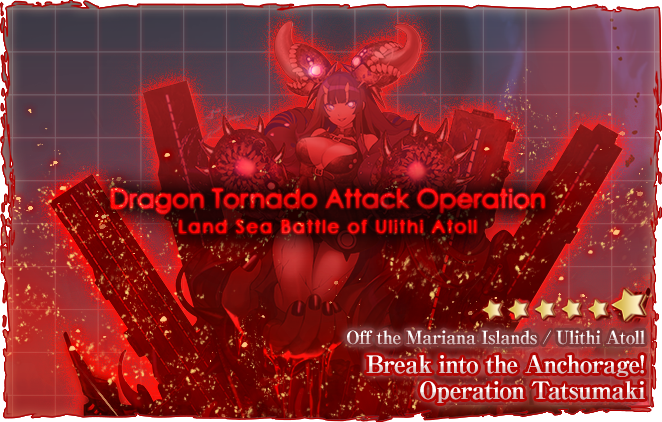 Dragon Tornado Attack Operation
Land Sea Battle of Ulithi Atoll
Off the Mariana Islands / Ulithi Atoll
Break into the Anchorage!
Operation Tatsumaki